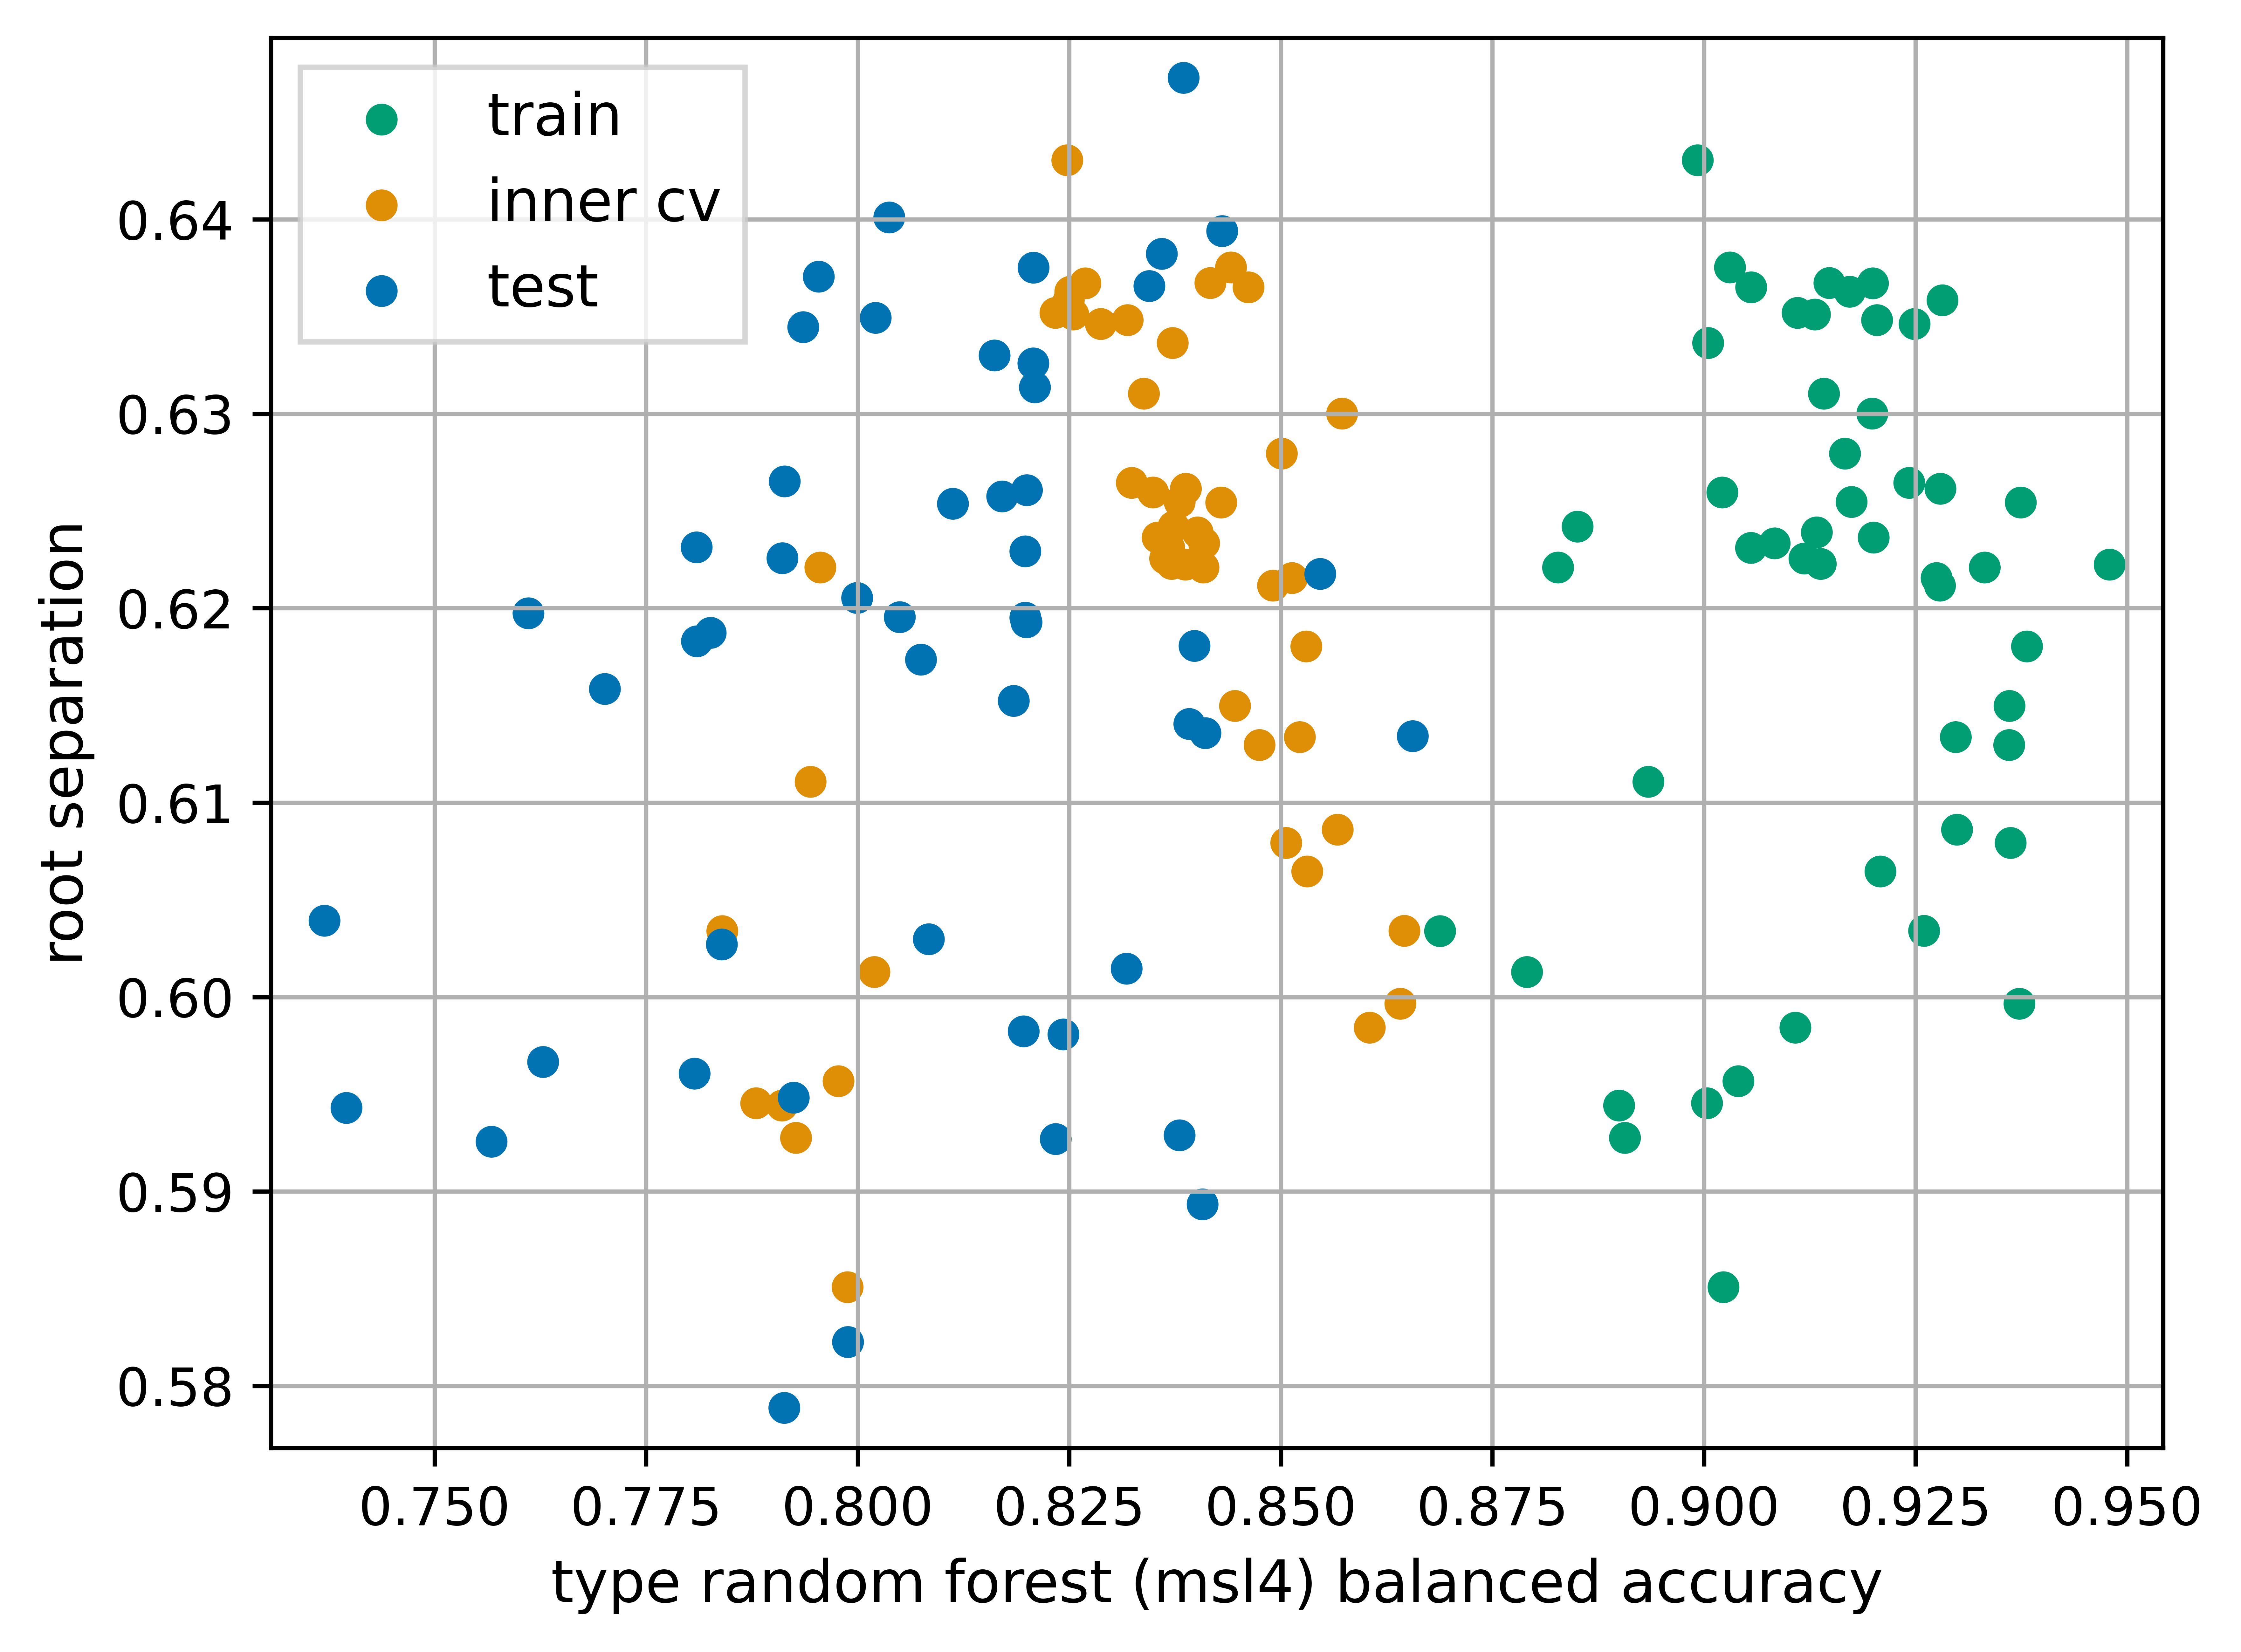 train
inner cv
test
0.64
0.63
0.62
0.61
0.60
0.59
0.58
root separation
0.750 0.775 0.800 0.825 0.850 0.875 0.900 0.925 0.950
type random forest (msl4) balanced accuracy